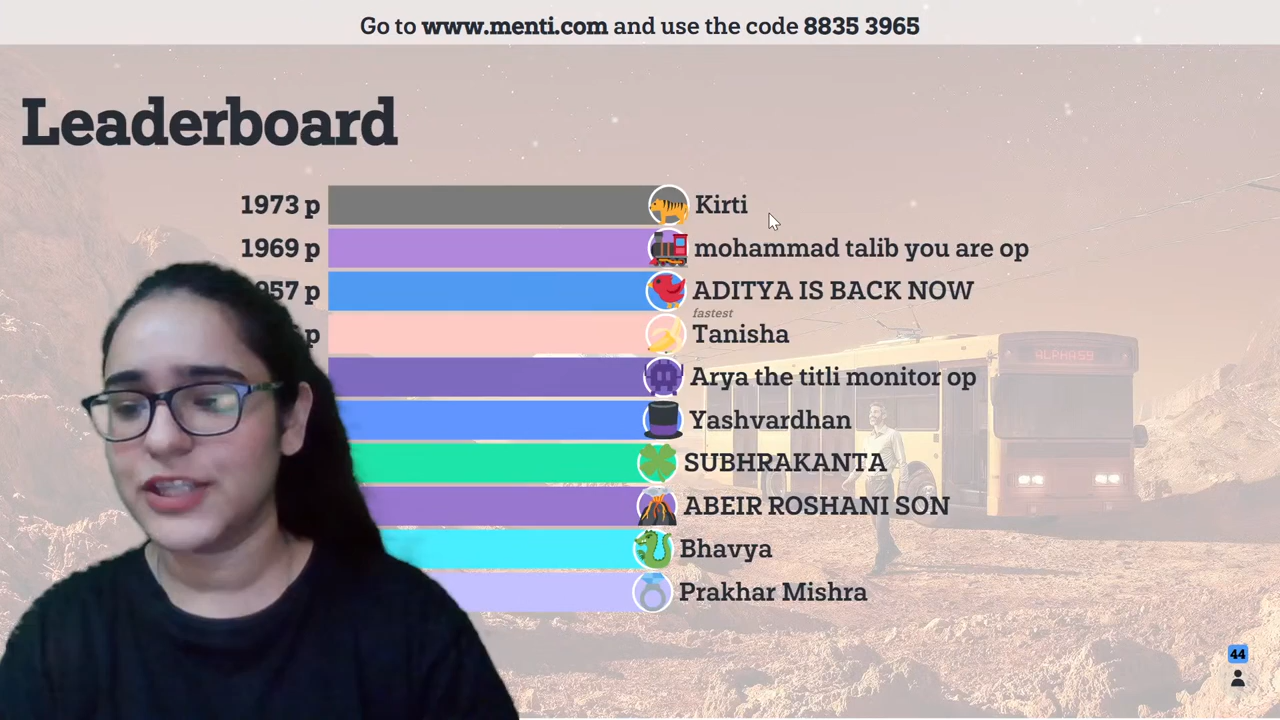 Go to www.menti.com and use the code 8835 3965
Leaderboard
1973 p Kirti
1969 p mohammad talib you are op
957 p ADITYA IS BACK NOW
fastest
p Tanisha
Arya the titli monitor op
Yashvardhan
SUBHRAKANTA
ABEIR ROSHANI SON
Bhavya
Prakhar Mishra
ALPHA59
44